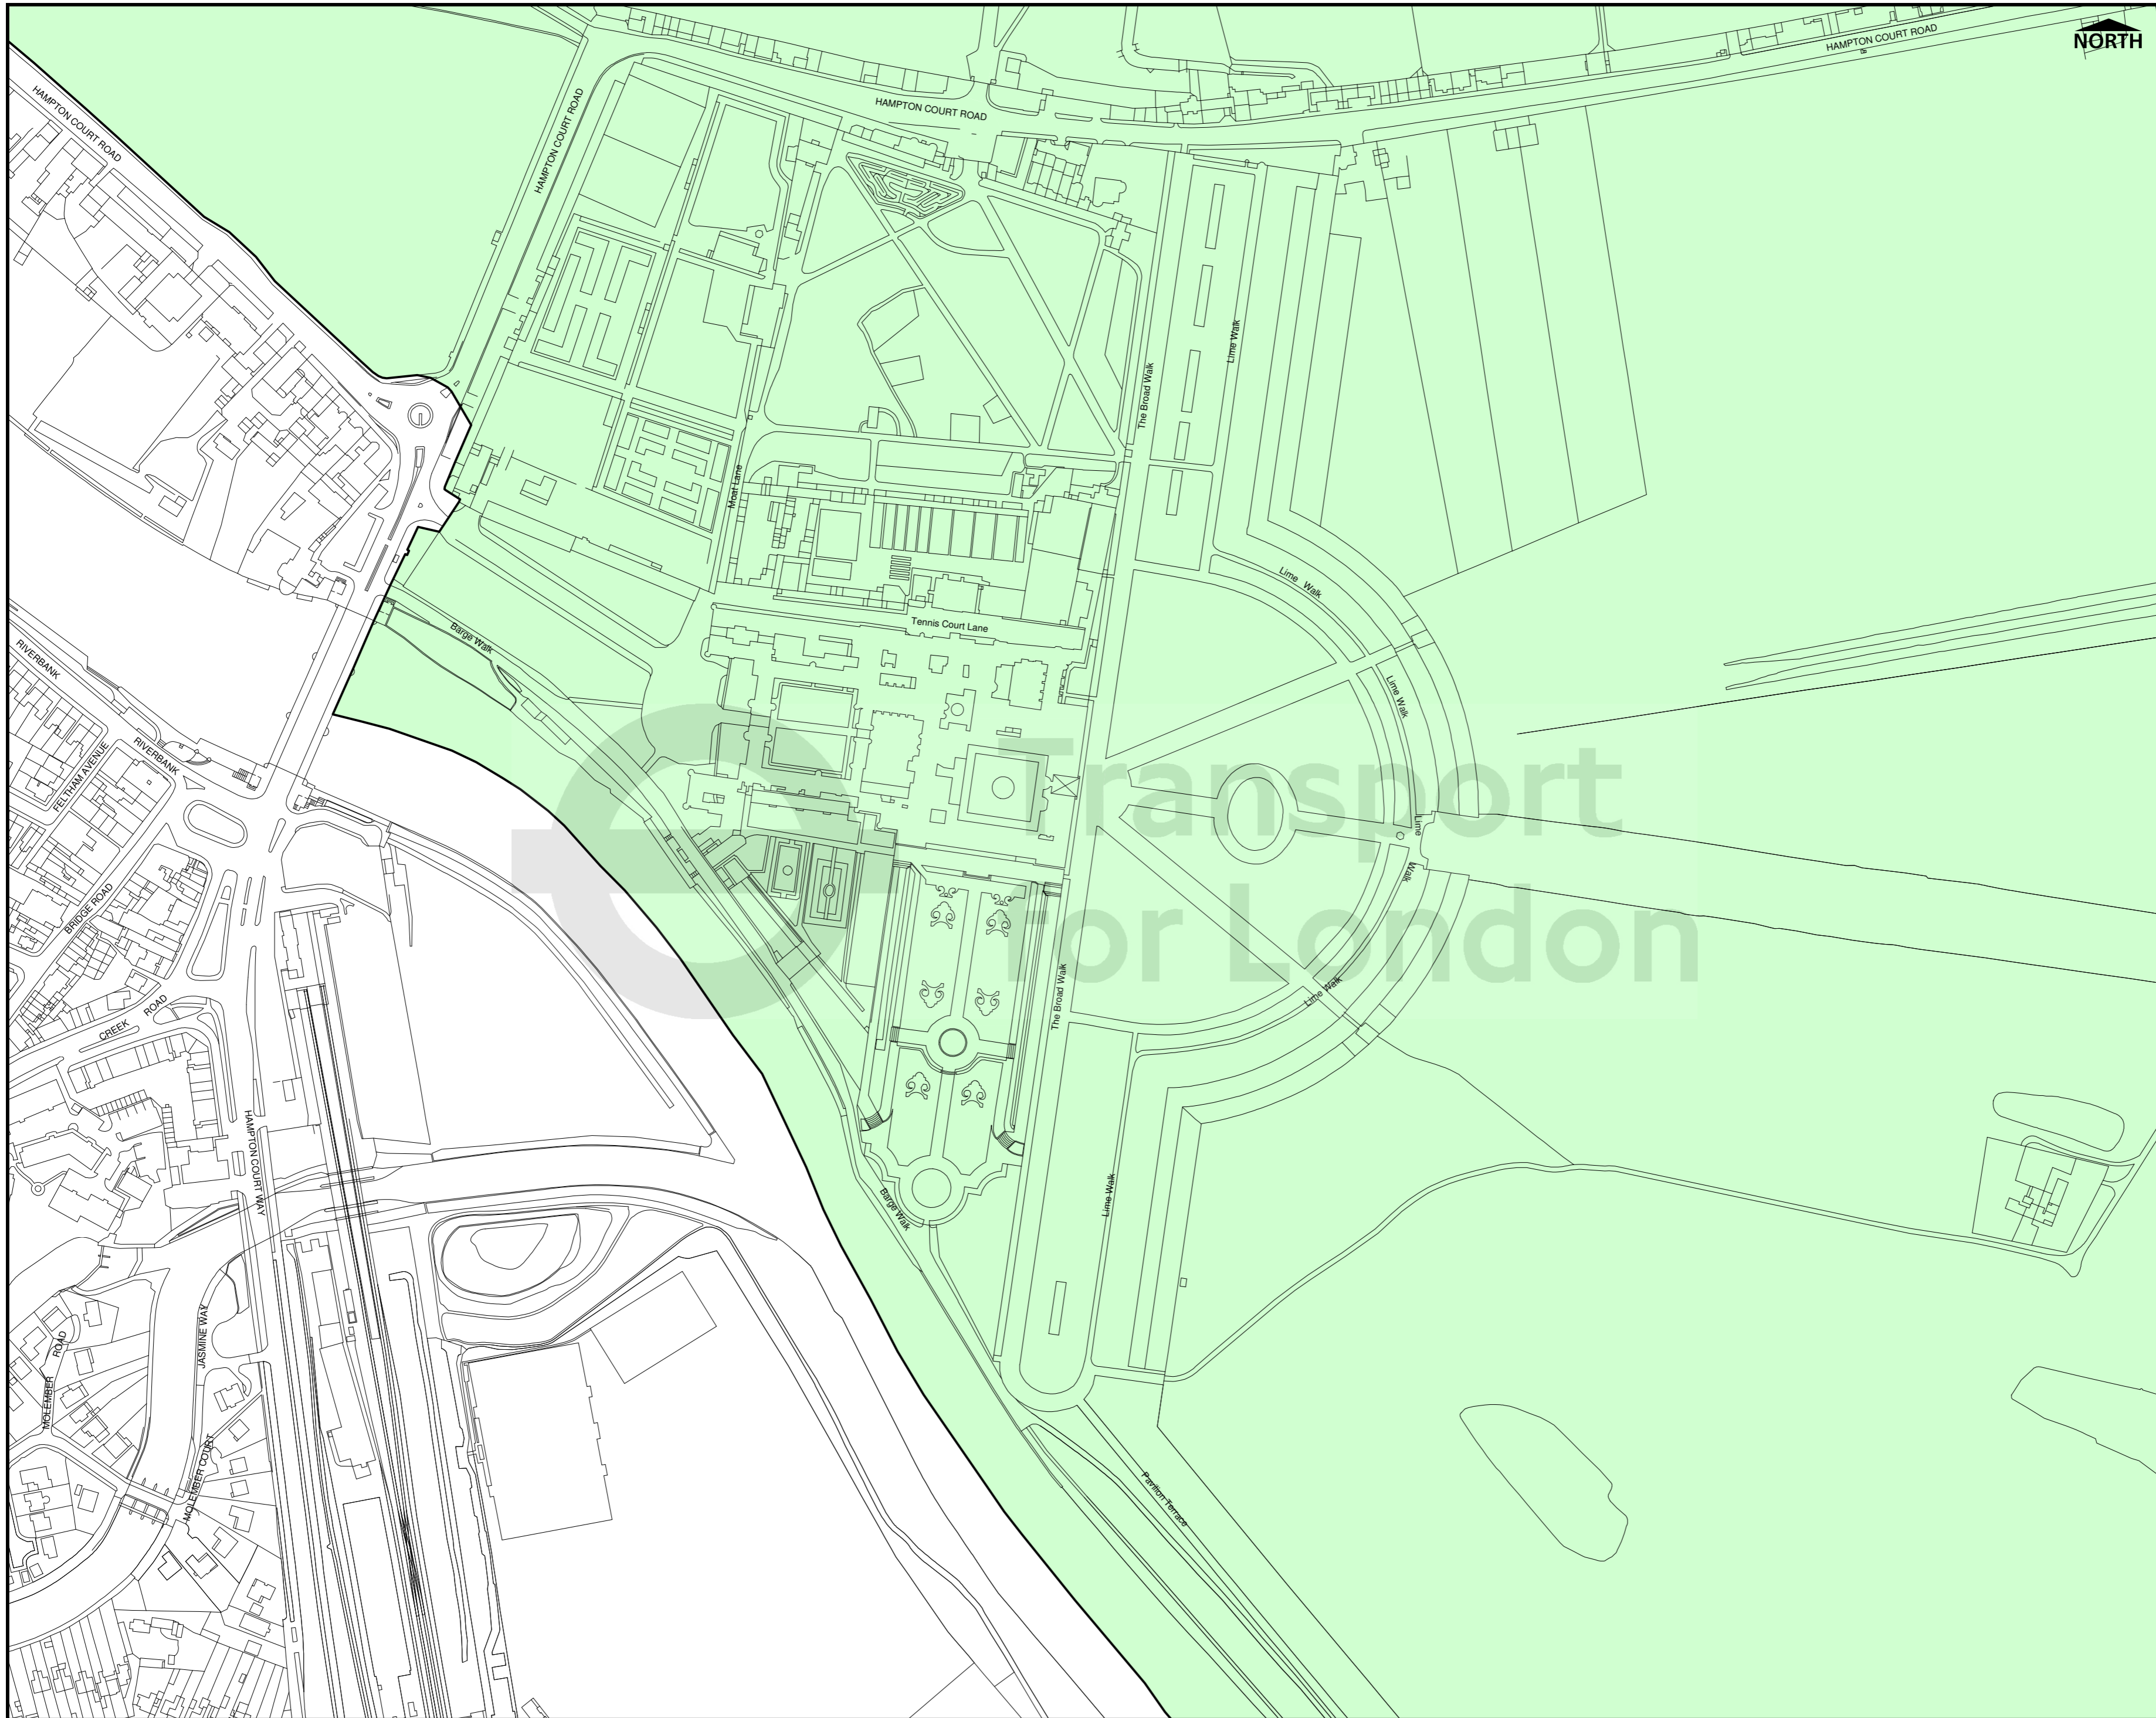 HAMPTON COURT ROAD
NORTH
HAMPTON COURT ROAD
HAMPTON COURT ROAD
HAMPTON COURT ROAD
Lime Walk
The Broad Walk
Moat Lane
Lime Walk
Tennis Court Lane
Barge Walk
RIVERBANK
Lime Walk
RIVERBANK
FELTHAM AVENUE
Transport
for London
Lime
Walk
BRIDGE ROAD
The Broad Walk
Lime Walk
CREEK ROAD
HAMPTON COURT WAY
Barge Walk
Lime Walk
JASMINE WAY
MOLEMBER ROAD
MOLEMBER COURT
Pavilion Terrace